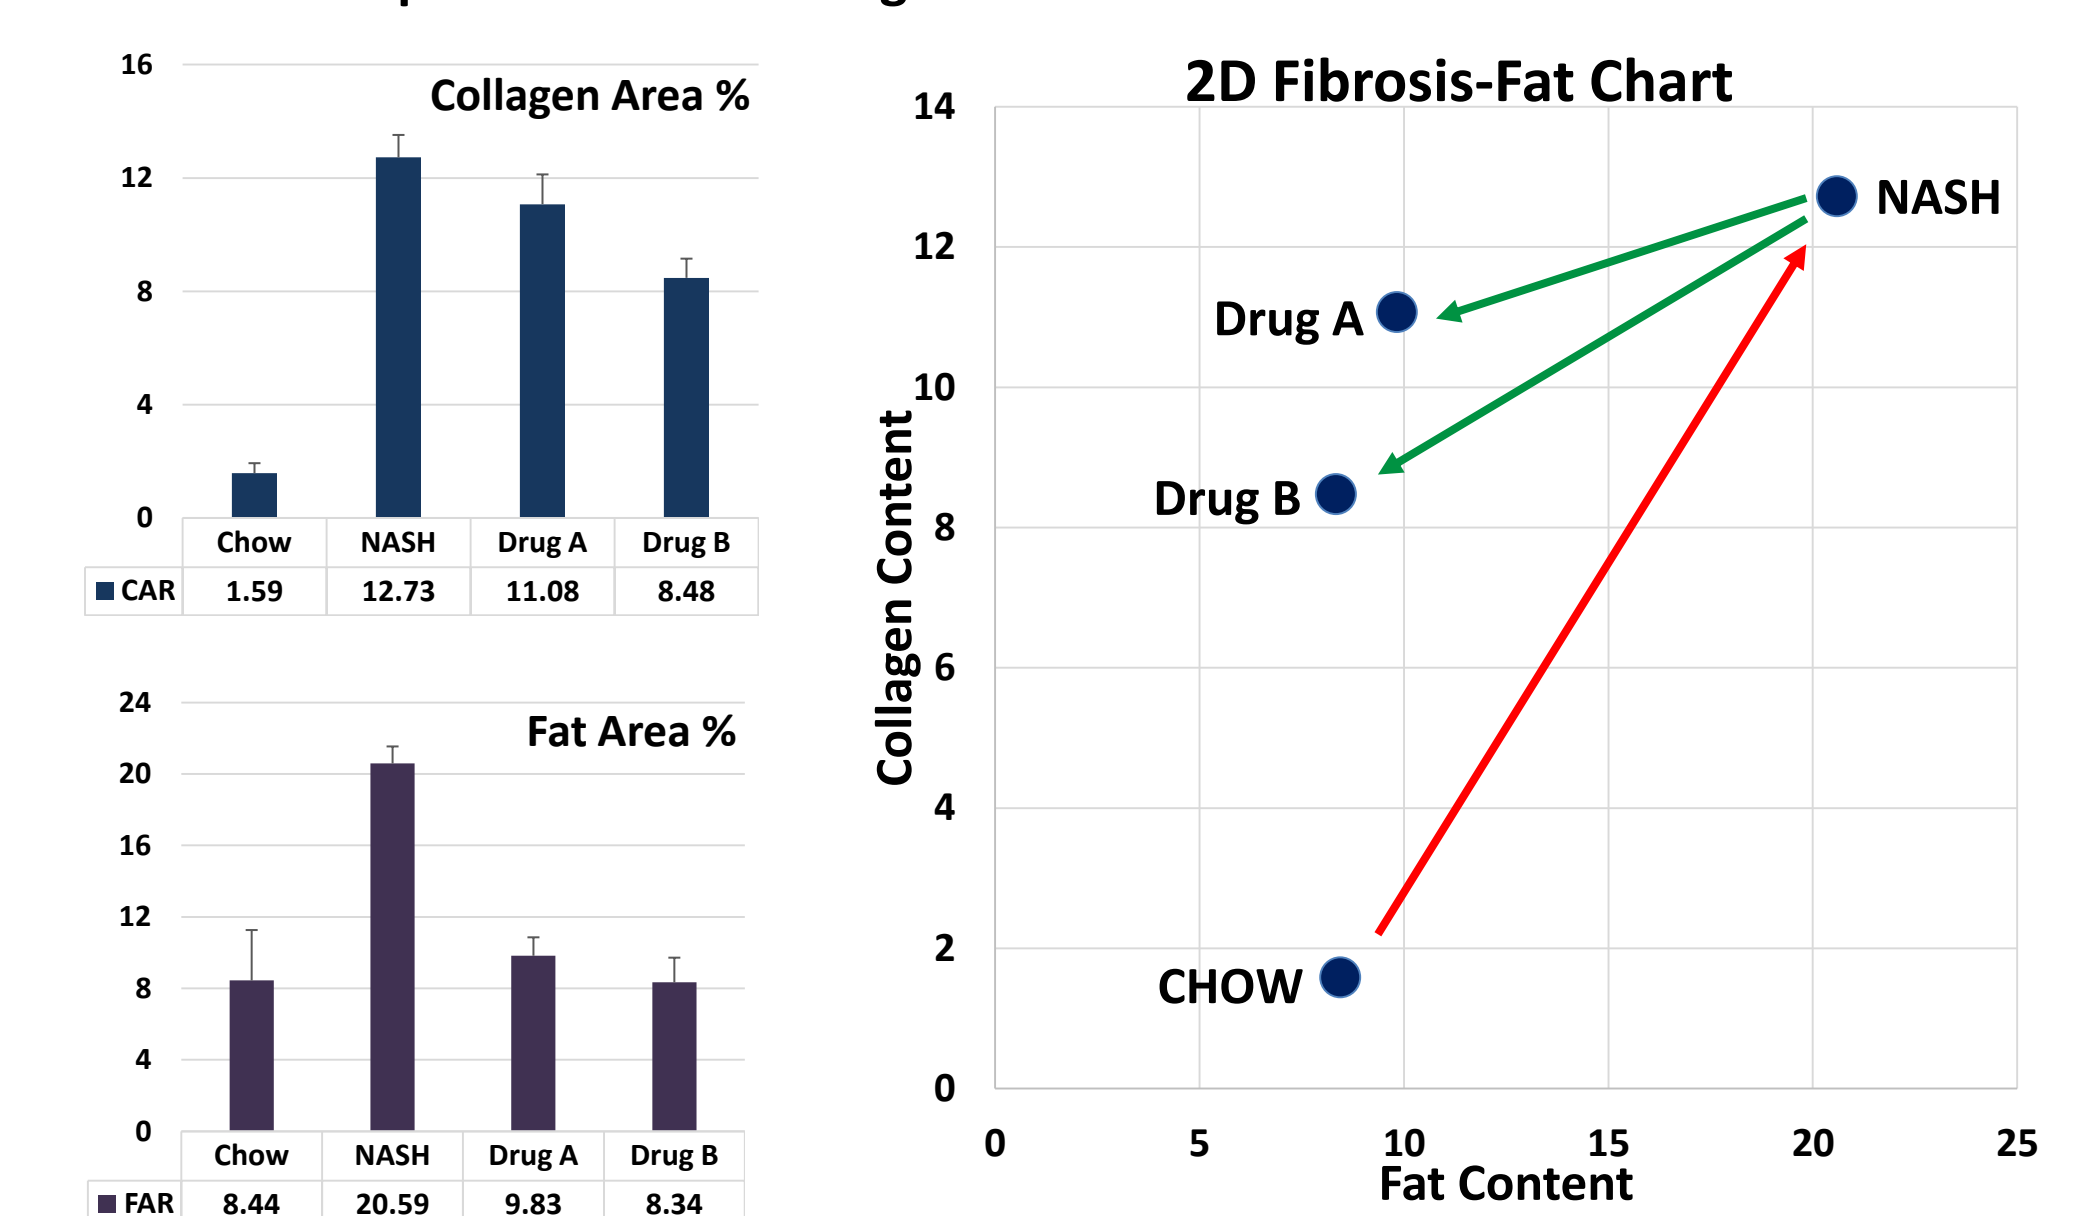 Collagen Area %
16
12
8
4
0
Chow NASH Drug A Drug B
CAR 1.59 12.73 11.08 8.48
Fat Area %
24
20
16
12
8
4
0
Chow NASH Drug A Drug B
FAR 8.44 20.59 9.83 8.34
2D Fibrosis-Fat Chart
14
12
10
8
6
4
2
0
Collagen Content
NASH
Drug A
Drug B
CHOW
0 5 10 15 20 25
Fat Content